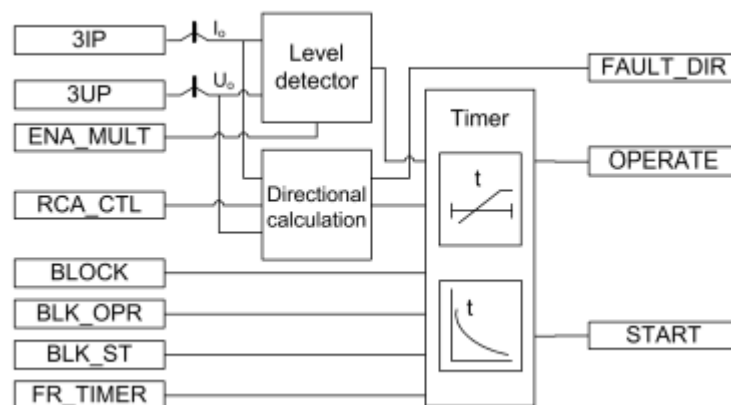 3IP
I₀
Level
detector
FAULT_DIR
3UP
U₀
ENA_MULT
Timer
OPERATE
t
RCA_CTL
Directional
calculation
BLOCK
BLK_OPR
t
START
BLK_ST
FR_TIMER